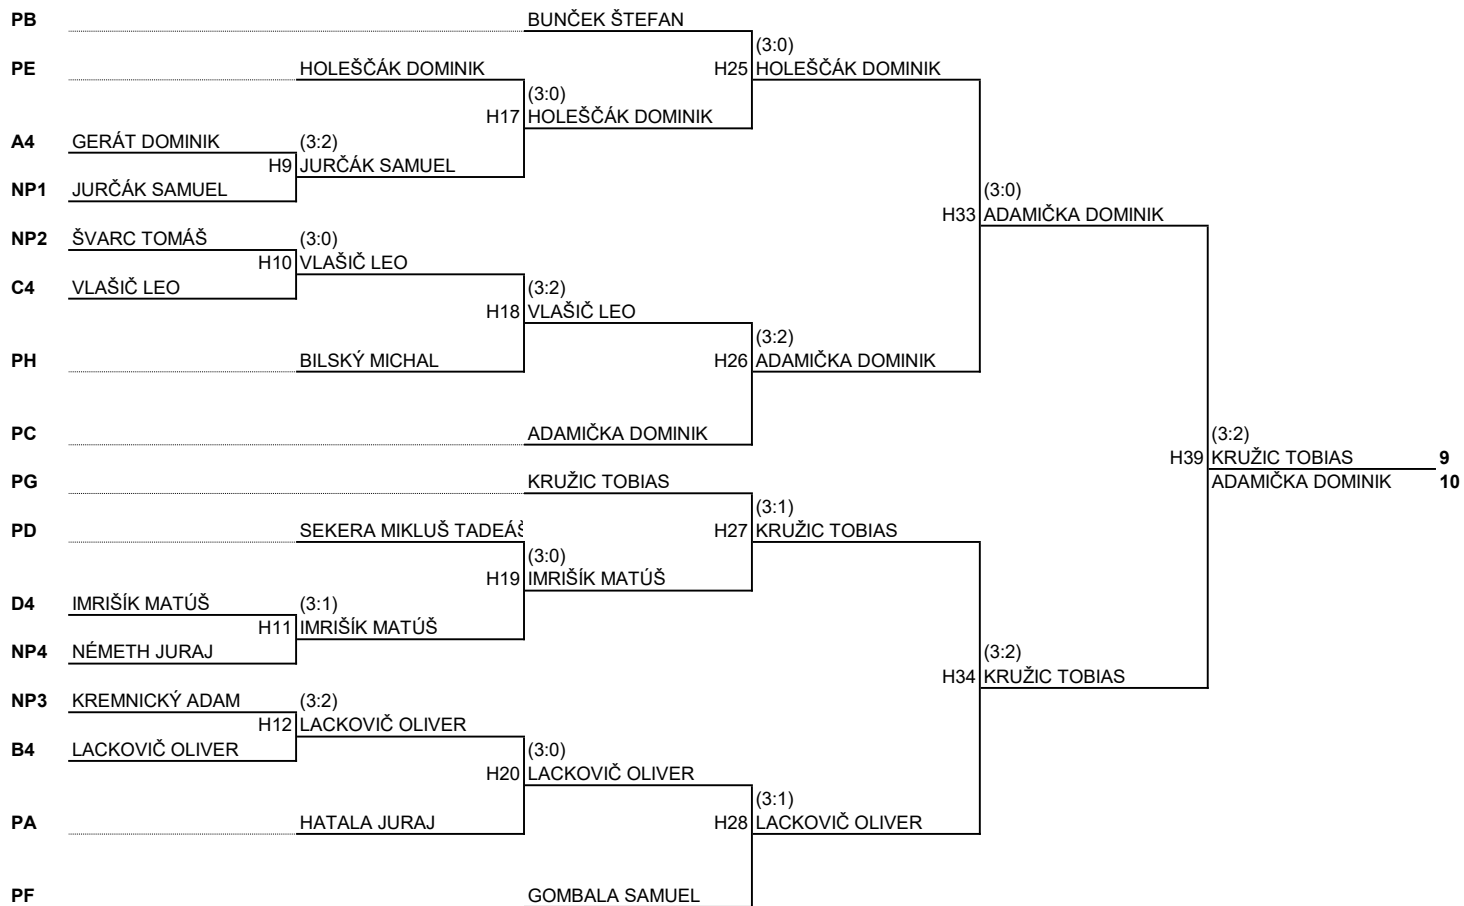 PB BUNČEK ŠTEFAN
(3:0)
PE HOLEŠČÁK DOMINIK H25 HOLEŠČÁK DOMINIK
(3:0)
H17 HOLEŠČÁK DOMINIK
A4 GERÁT DOMINIK (3:2)
H9 JURČÁK SAMUEL
NP1 JURČÁK SAMUEL (3:0)
H33 ADAMIČKA DOMINIK
NP2 ŠVARC TOMÁŠ (3:0)
H10 VLAŠIČ LEO
C4 VLAŠIČ LEO (3:2)
H18 VLAŠIČ LEO
(3:2)
PH BILSKÝ MICHAL H26 ADAMIČKA DOMINIK
PC ADAMIČKA DOMINIK (3:2)
H39 KRUŽIC TOBIAS 9
PG KRUŽIC TOBIAS ADAMIČKA DOMINIK 10
(3:1)
PD SEKERA MIKLUŠ TADEÁŠ H27 KRUŽIC TOBIAS
(3:0)
H19 IMRIŠÍK MATÚŠ
D4 IMRIŠÍK MATÚŠ (3:1)
H11 IMRIŠÍK MATÚŠ
NP4 NÉMETH JURAJ (3:2)
H34 KRUŽIC TOBIAS
NP3 KREMNICKÝ ADAM (3:2)
H12 LACKOVIČ OLIVER
B4 LACKOVIČ OLIVER (3:0)
H20 LACKOVIČ OLIVER
(3:1)
PA HATALA JURAJ H28 LACKOVIČ OLIVER
PF GOMBALA SAMUEL